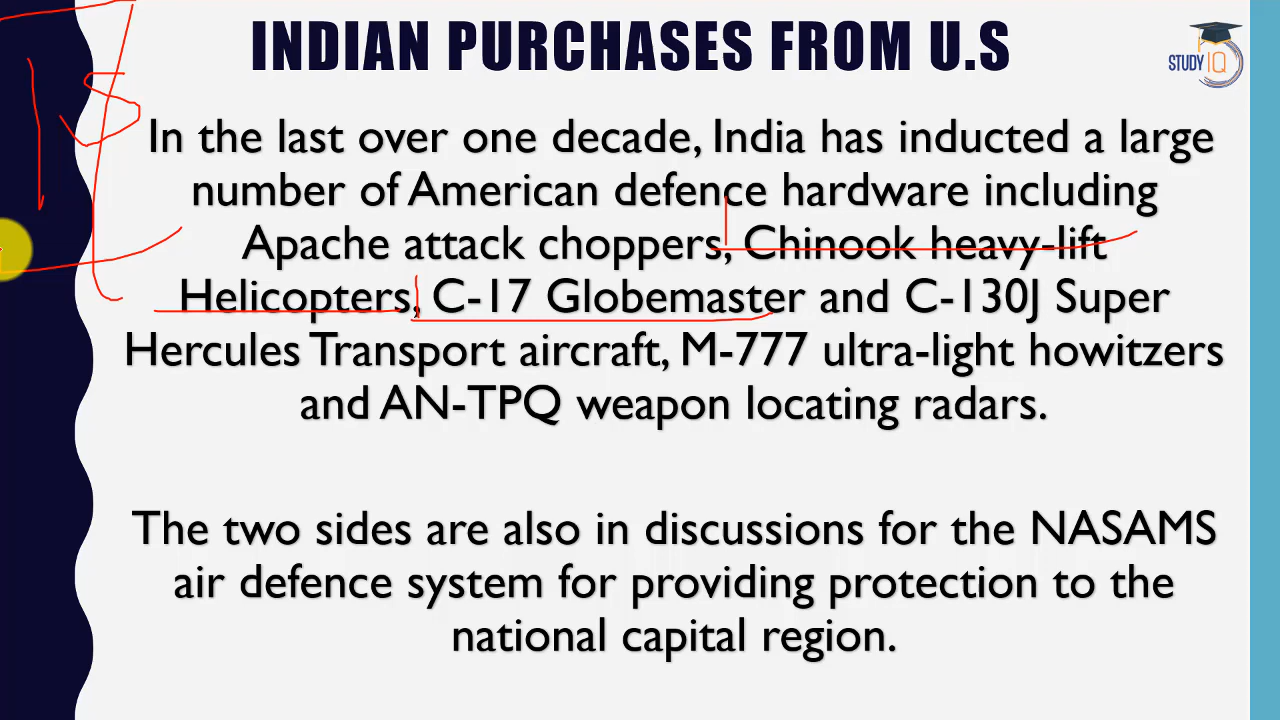 INDIAN PURCHASES FROM U.S
STUDY IQ
In the last over one decade, India has inducted a large
number of American defence hardware including
Apache attack choppers, Chinook heavy-lift
Helicopters, C-17 Globemaster and C-130J Super
Hercules Transport aircraft, M-777 ultra-light howitzers
and AN-TPQ weapon locating radars.
The two sides are also in discussions for the NASAMS
air defence system for providing protection to the
national capital region.